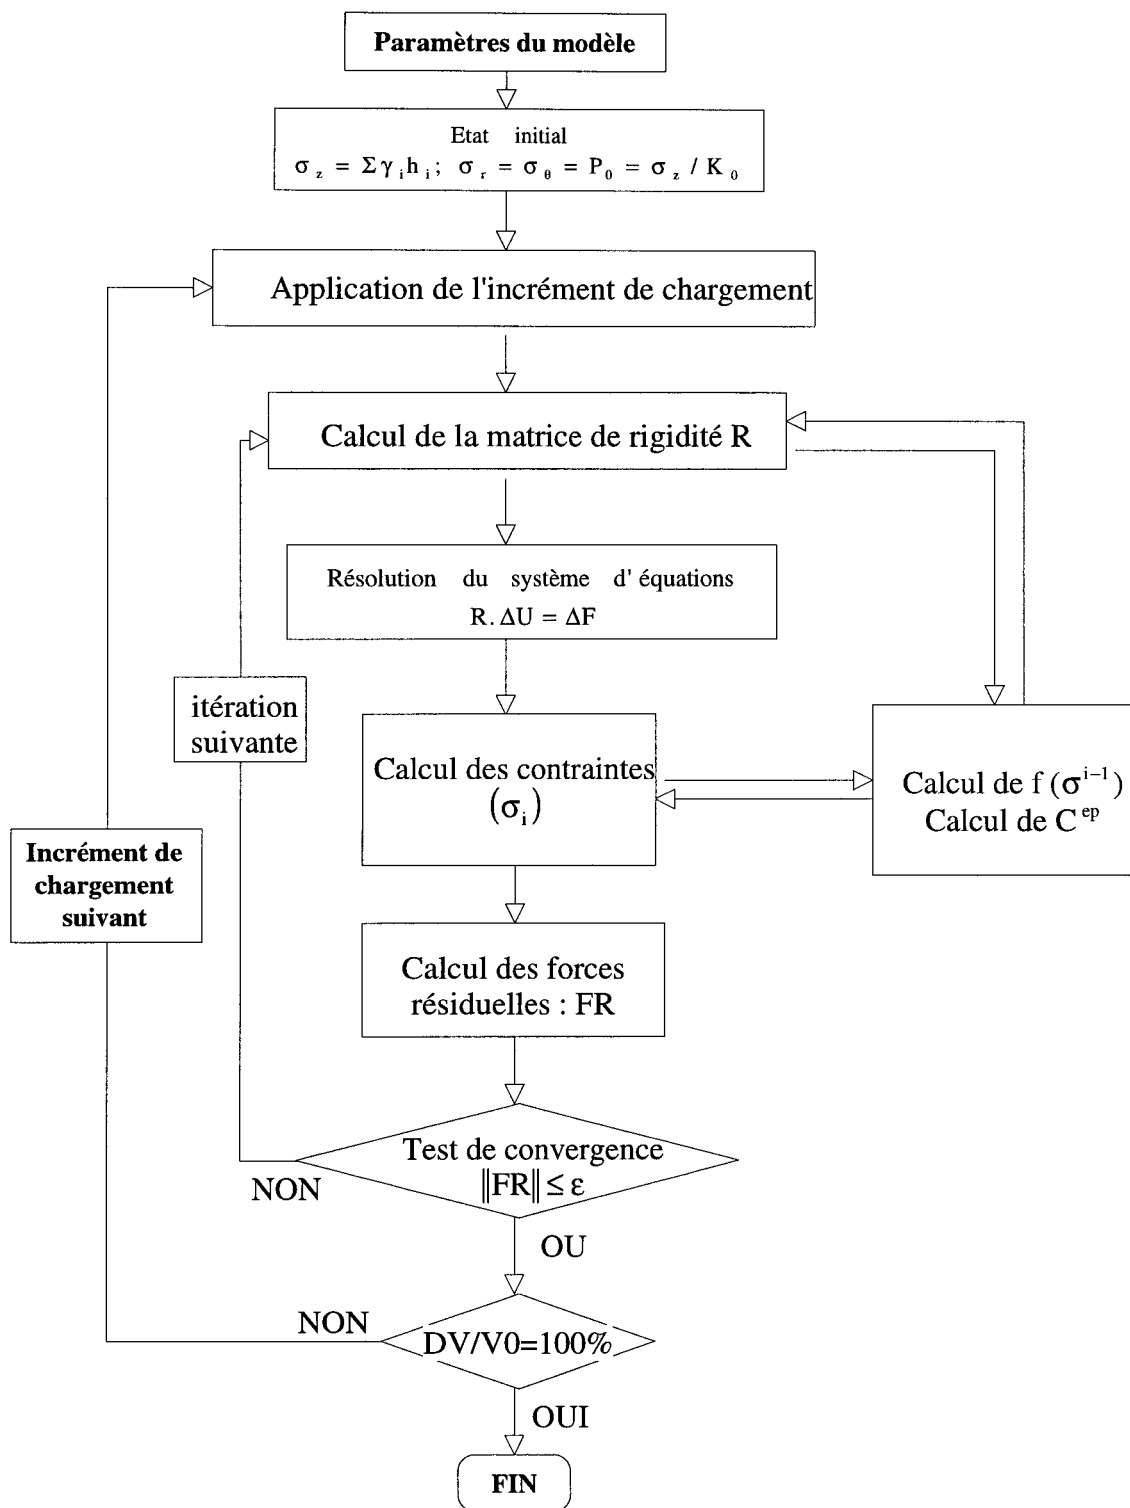 Paramètres du modèle
Etat initial
σ_z = Σγ_i h_i; σ_r = σ_θ = P_0 = σ_z / K_0
Application de l'incrément de chargement
Calcul de la matrice de rigidité R
Résolution du système d' équations
R. ΔU = ΔF
itération
suivante
Calcul des contraintes
(σ_i)
Calcul de f (σ^{i-1})
Calcul de C^{ep}
Incrément de
chargement
suivant
Calcul des forces
résiduelles : FR
Test de convergence
||FR|| ≤ ε
NON
OU
NON
DV/V0=100%
OUI
FIN